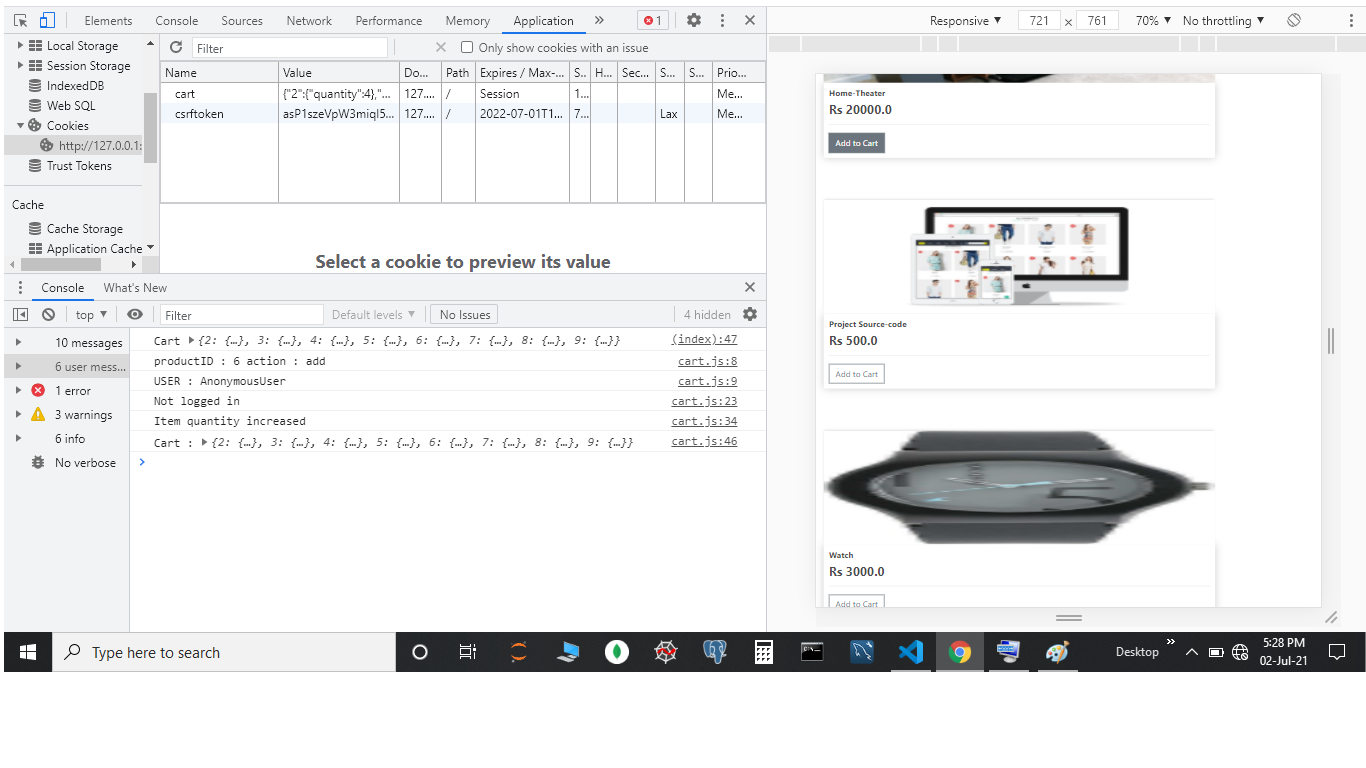 Elements Console Sources Network Performance Memory Application » 1
Responsive ▼ 721 × 761 70% ▼ No throttling ▼
Local Storage
Session Storage
IndexedDB
Web SQL
Cookies
http://127.0.0.1:
Trust Tokens
Cache
Cache Storage
Application Cache
Filter Only show cookies with an issue
Name Value Do... Path Expires / Max-... S.. H... Sec... S... S... Prio...
cart {"2":{"quantity":4},"... 127.... / Session 1... Me...
csrftoken asP1szeVpW3miqI5... 127.... / 2022-07-01T1... 7... Lax Me...
Select a cookie to preview its value
Console What's New
top ▼ Filter Default levels ▼ No Issues 4 hidden
10 messages
6 user mess...
1 error
3 warnings
6 info
No verbose
Cart ▶{2: {…}, 3: {…}, 4: {…}, 5: {…}, 6: {…}, 7: {…}, 8: {…}, 9: {…}} (index):47
productID : 6 action : add cart.js:8
USER : AnonymousUser cart.js:9
Not logged in cart.js:23
Item quantity increased cart.js:34
Cart : ▶{2: {…}, 3: {…}, 4: {…}, 5: {…}, 6: {…}, 7: {…}, 8: {…}, 9: {…}} cart.js:46
Home-Theater
Rs 20000.0
Add to Cart
Project Source-code
Rs 500.0
Add to Cart
Watch
Rs 3000.0
Add to Cart
Type here to search
Desktop »
5:28 PM
02-Jul-21